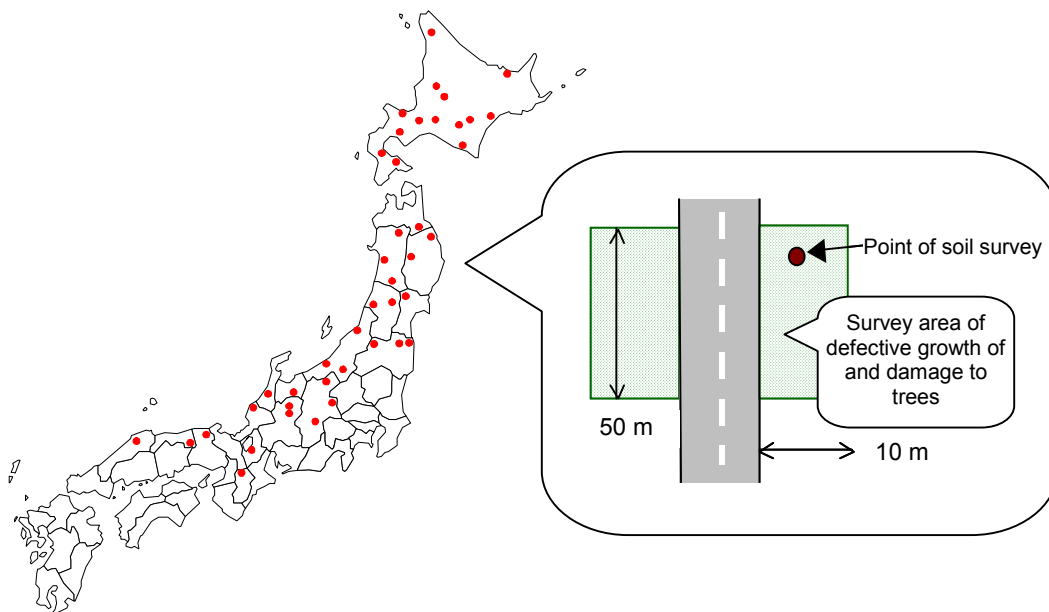 Point of soil survey
Survey area of
defective growth of
and damage to
trees
50 m
10 m